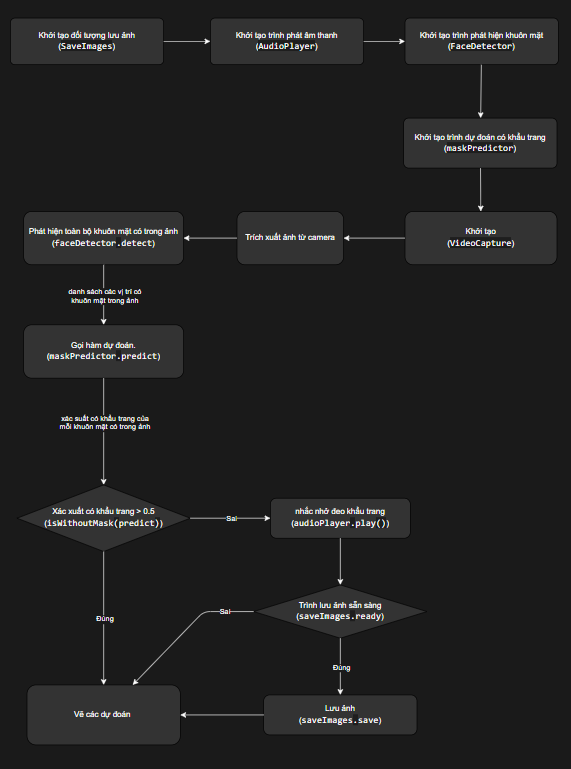 Khởi tạo đối tượng lưu ảnh
(SaveImages)
Khởi tạo trình phát âm thanh
(AudioPlayer)
Khởi tạo trình phát hiện khuôn mặt
(FaceDetector)
Khởi tạo trình dự đoán có khẩu trang
(maskPredictor)
Khởi tạo
(VideoCapture)
Trích xuất ảnh từ camera
Phát hiện toàn bộ khuôn mặt có trong ảnh
(faceDetector.detect)
danh sách các vị trí có
khuôn mặt trong ảnh
Gọi hàm dự đoán.
(maskPredictor.predict)
xác suất có khẩu trang của
mỗi khuôn mặt có trong ảnh
Xác xuất có khẩu trang > 0.5
(isWithoutMask(predict))
Sai
nhắc nhở đeo khẩu trang
(audioPlayer.play())
Trình lưu ảnh sẵn sàng
(saveImages.ready)
Sai
Đúng
Đúng
Lưu ảnh
(saveImages.save)
Vẽ các dự đoán